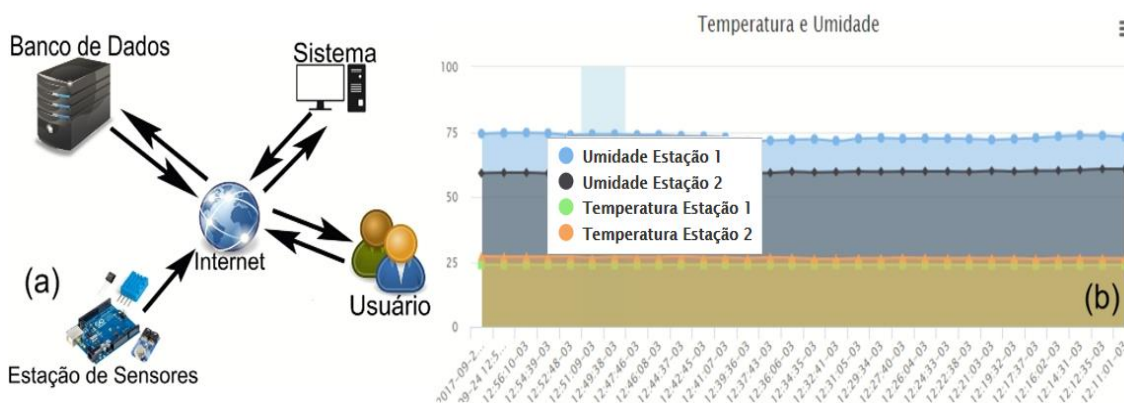 Banco de Dados
Sistema
Internet
Usuário
(a)
Estação de Sensores
Temperatura e Umidade
100
75
50
25
0
Umidade Estação 1
Umidade Estação 2
Temperatura Estação 1
Temperatura Estação 2
(b)
2017-09-2...
09-24 12:5...
12:56:10-03
12:54:39-03
12:52:48-03
12:51:09-03
12:49:38-03
12:47:46-03
12:46:08-03
12:44:37-03
12:42:45-03
12:41:07-03
12:39:36-03
12:37:43-03
12:36:06-03
12:34:35-03
12:32:41-03
12:31:05-03
12:29:34-03
12:27:40-03
12:26:04-03
12:24:33-03
12:22:38-03
12:21:03-03
12:19:32-03
12:17:37-03
12:16:02-03
12:14:31-03
12:12:35-03
12:11:01-03